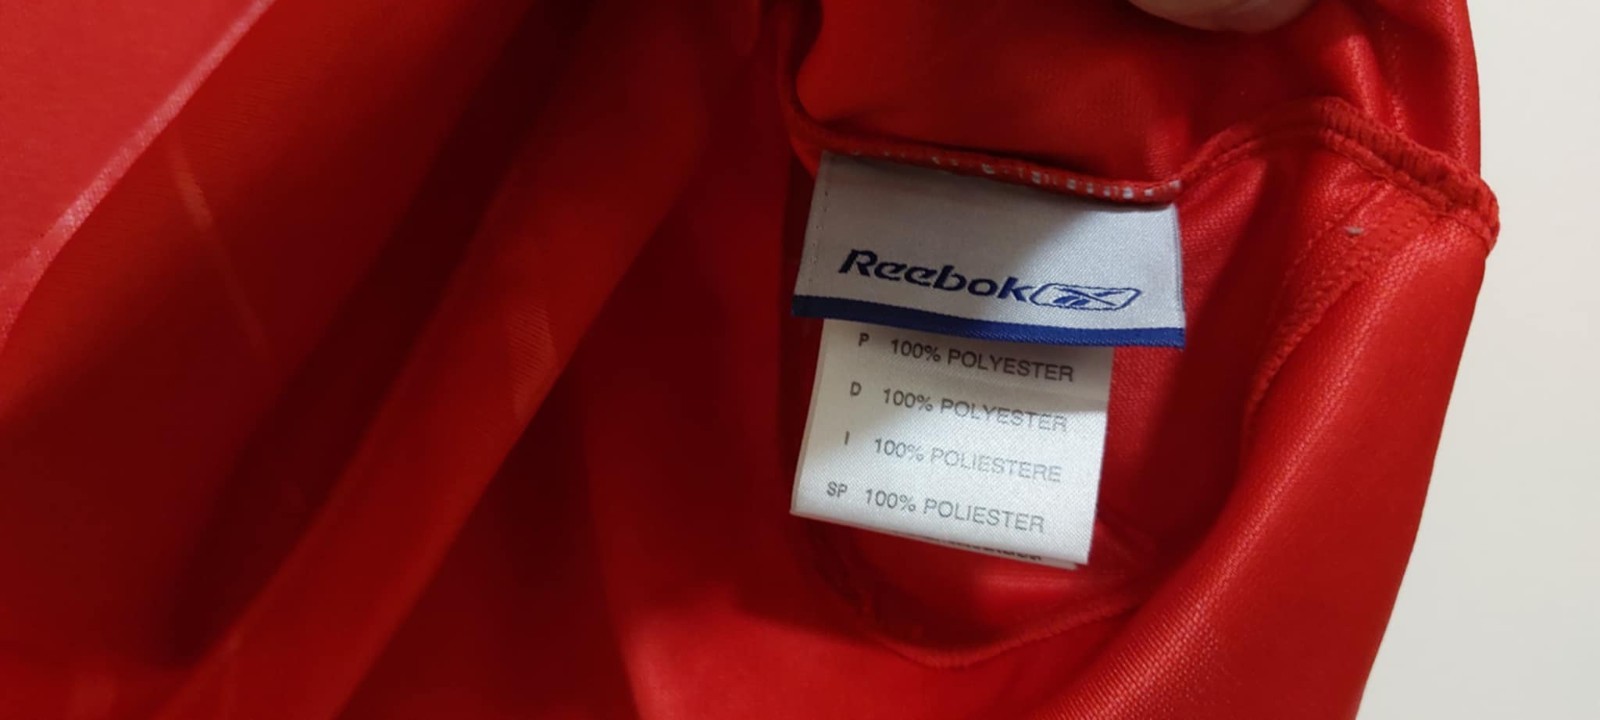 Reebok
P 100% POLYESTER
D 100% POLYESTER
I 100% POLIESTERE
SP 100% POLIESTER